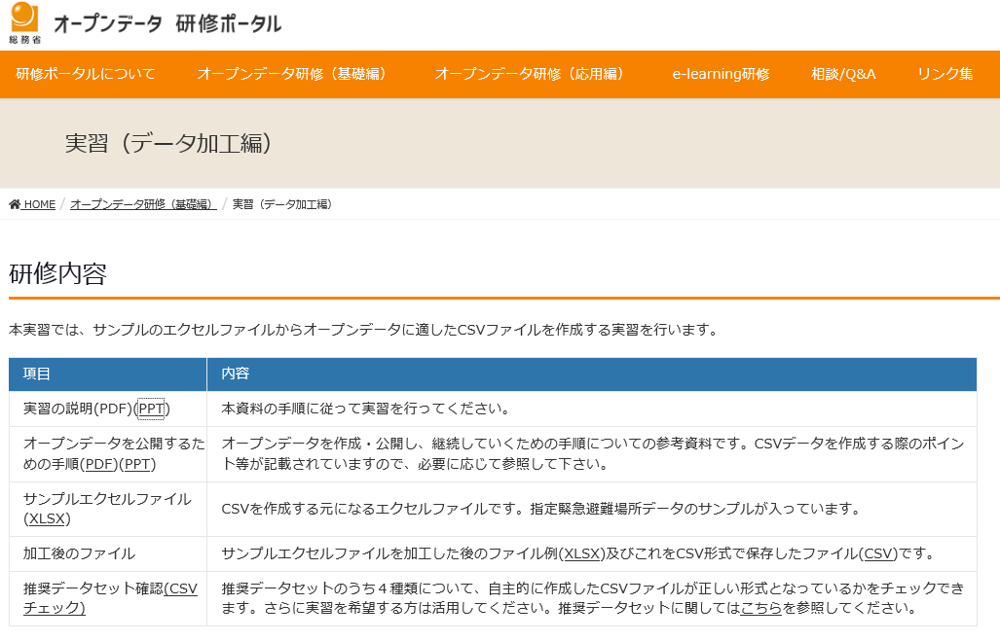 総務省
オープンデータ 研修ポータル
研修ポータルについて オープンデータ研修（基礎編） オープンデータ研修（応用編） e-learning研修 相談/Q&A リンク集
実習（データ加工編）
HOME / オープンデータ研修（基礎編） / 実習（データ加工編）
研修内容
本実習では、サンプルのエクセルファイルからオープンデータに適したCSVファイルを作成する実習を行います。
項目 内容
実習の説明(PDF)(PPT) 本資料の手順に従って実習を行ってください。
オープンデータを公開するた
めの手順(PDF)(PPT)
オープンデータを作成・公開し、継続していくための手順についての参考資料です。CSVデータを作成する際のポイン
ト等が記載されていますので、必要に応じて参照して下さい。
サンプルエクセルファイル
(XLSX)
CSVを作成する元になるエクセルファイルです。指定緊急避難場所データのサンプルが入っています。
加工後のファイル サンプルエクセルファイルを加工した後のファイル例(XLSX)及びこれをCSV形式で保存したファイル(CSV)です。
推奨データセット確認(CSV
チェック)
推奨データセットのうち４種類について、自主的に作成したCSVファイルが正しい形式となっているかをチェックでき
ます。さらに実習を希望する方は活用してください。推奨データセットに関してはこちらを参照してください。